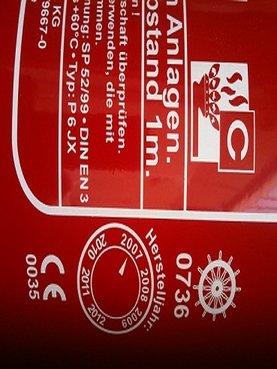 C
n Anlagen.
bstand 1m.
schaft überprüfen.
wenden, die mit
mmen.
n !
nung: SP 52/99 • DIN EN 3
+60°C • Typ: P 6 JX
KG
9667-0
0736
Herstelljahr:
2007 2008 2009 2010 2011 2012
CE
0035